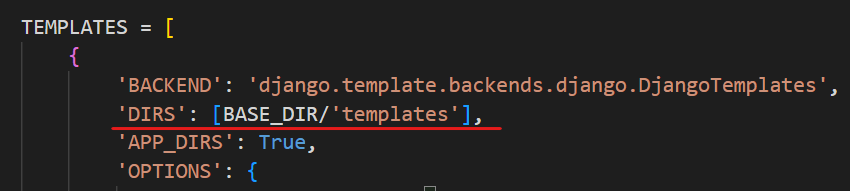 TEMPLATES = [
    {
        'BACKEND': 'django.template.backends.django.DjangoTemplates',
        'DIRS': [BASE_DIR/'templates'],
        'APP_DIRS': True,
        'OPTIONS': {